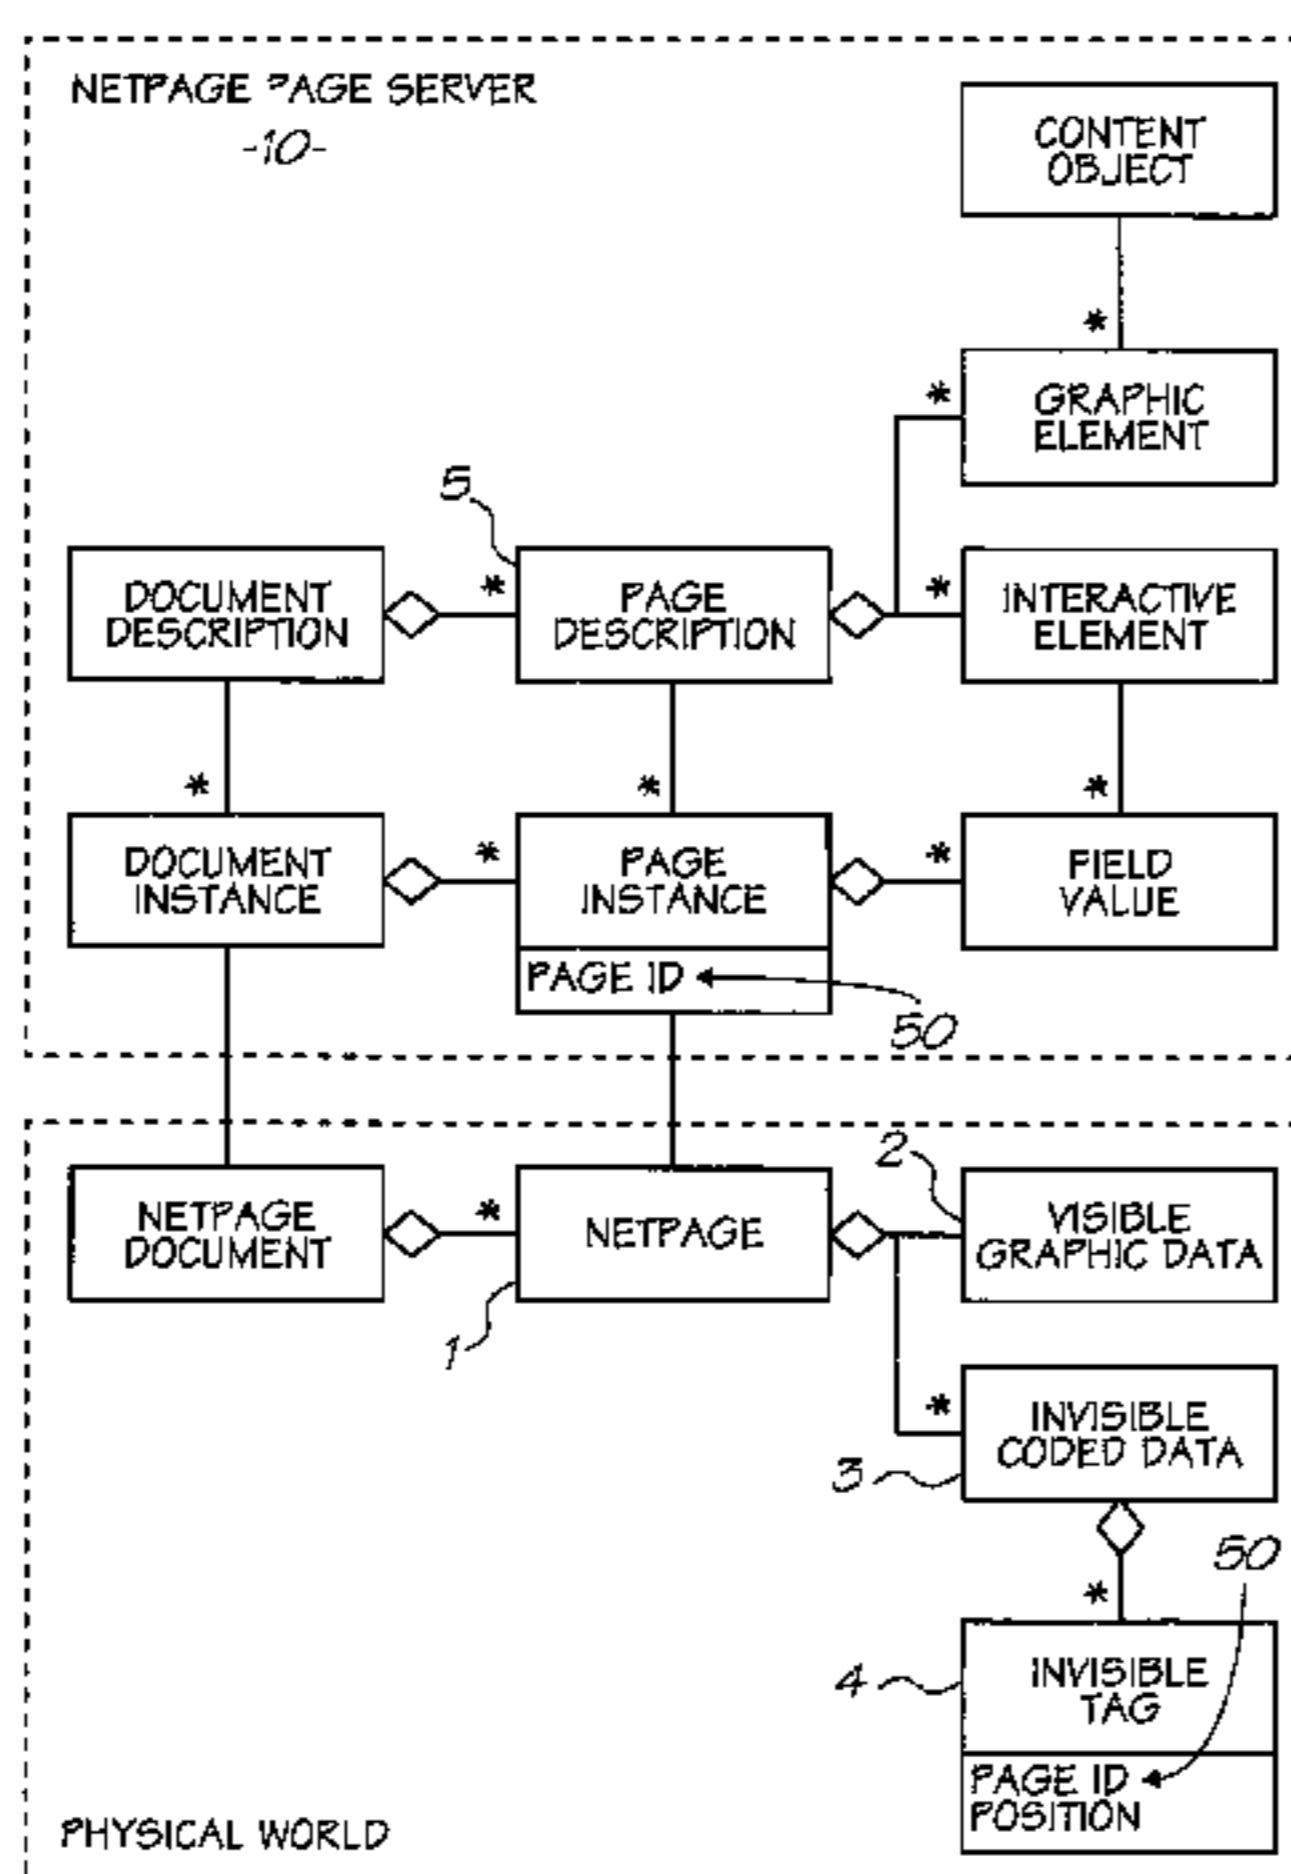 NETPAGE PAGE SERVER
-10-
CONTENT
OBJECT
*
*
GRAPHIC
ELEMENT
5
DOCUMENT
DESCRIPTION
*
PAGE
DESCRIPTION
*
INTERACTIVE
ELEMENT
*
*
*
DOCUMENT
INSTANCE
*
PAGE
INSTANCE
*
FIELD
VALUE
PAGE ID
50
2
NETPAGE
DOCUMENT
*
NETPAGE
VISIBLE
GRAPHIC DATA
1
*
INVISIBLE
CODED DATA
3
50
*
4
INVISIBLE
TAG
PAGE ID
POSITION
PHYSICAL WORLD